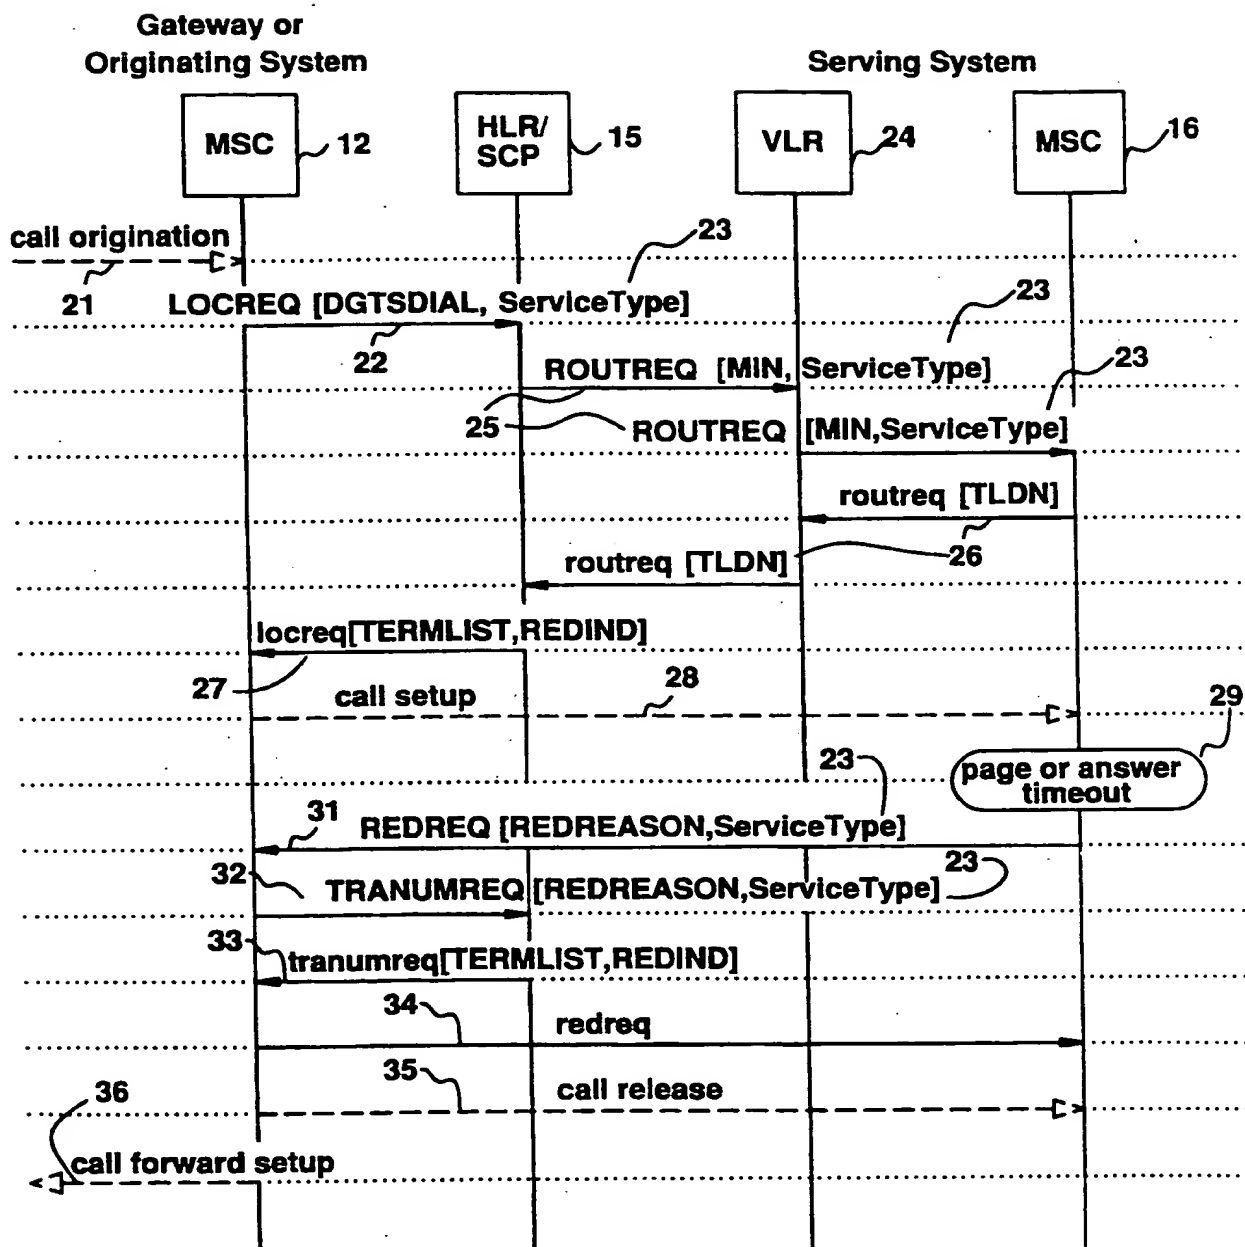 Gateway or
Originating System
Serving System
MSC
12
HLR/
SCP
15
VLR
24
MSC
16
call origination
21
23
LOCREQ [DGTSDIAL, ServiceType]
22
23
ROUTREQ [MIN, ServiceType]
23
25
ROUTREQ [MIN,ServiceType]
routreq [TLDN]
26
routreq [TLDN]
locreq[TERMLIST,REDIND]
27
call setup
28
29
page or answer
timeout
23
31
REDREQ [REDREASON,ServiceType]
32
23
TRANUMREQ [REDREASON,ServiceType]
33
tranumreq[TERMLIST,REDIND]
34
redreq
35
call release
36
call forward setup